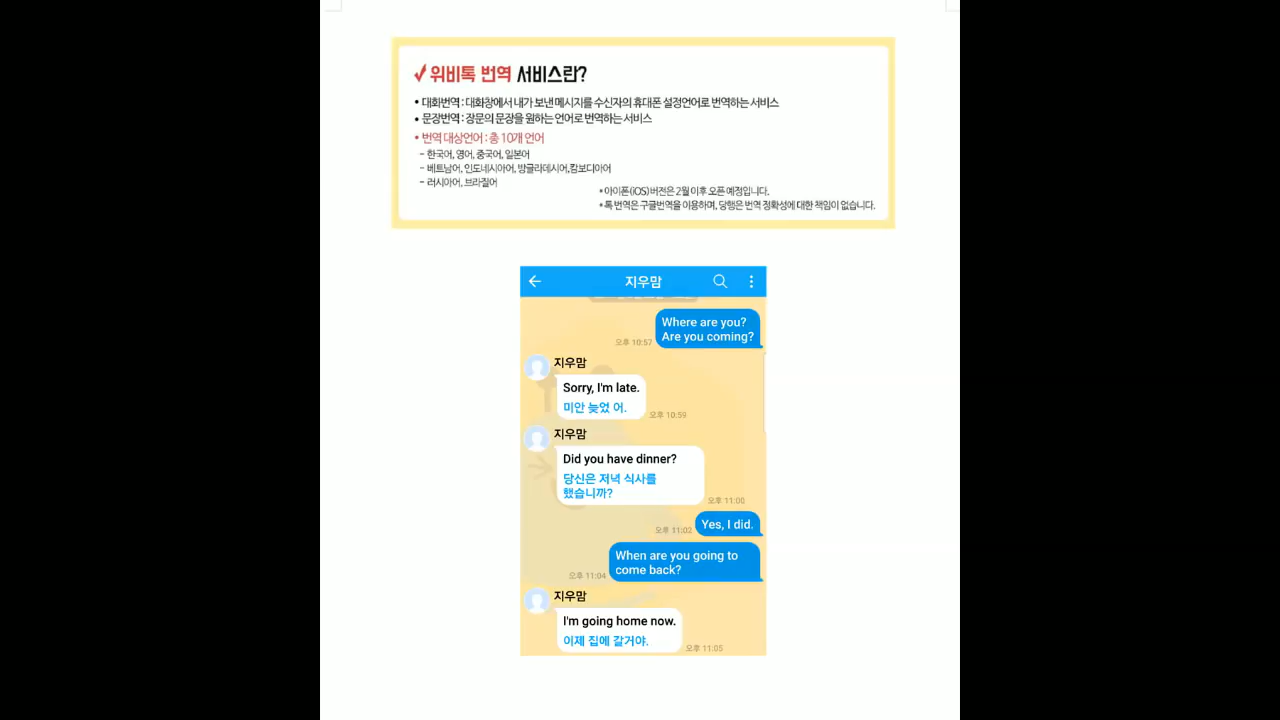 위비톡 번역 서비스란?
• 대화번역 : 대화창에서 내가 보낸 메시지를 수신자의 휴대폰 설정언어로 번역하는 서비스
• 문장번역 : 장문의 문장을 원하는 언어로 번역하는 서비스
• 번역 대상언어 : 총 10개 언어
- 한국어, 영어, 중국어, 일본어
- 베트남어, 인도네시아어, 방글라데시어,캄보디아어
- 러시아어, 브라질어
* 아이폰(iOS) 버전은 2월 이후 오픈 예정입니다.
* 톡 번역은 구글번역을 이용하며, 당행은 번역 정확성에 대한 책임이 없습니다.
지우맘
Where are you?
Are you coming?
오후 10:57
지우맘
Sorry, I'm late.
미안 늦었 어.
오후 10:59
지우맘
Did you have dinner?
당신은 저녁 식사를
했습니까?
오후 11:00
Yes, I did.
오후 11:02
When are you going to
come back?
오후 11:04
지우맘
I'm going home now.
이제 집에 갈거야.
오후 11:05